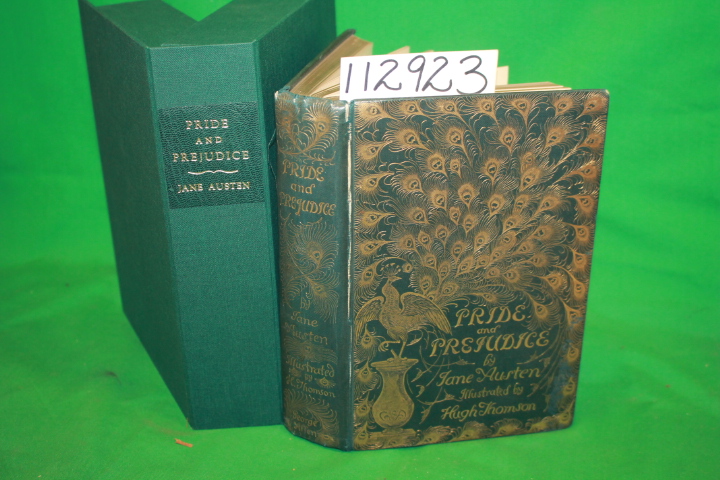 112923
PRIDE
AND
PREJUDICE
JANE AUSTEN
PRIDE
and
PREJUDICE
by
Jane
Austen
Illustrated
by
H. Thomson
PRIDE
and
PREJUDICE
by
Jane Austen
Illustrated by
Hugh Thomson